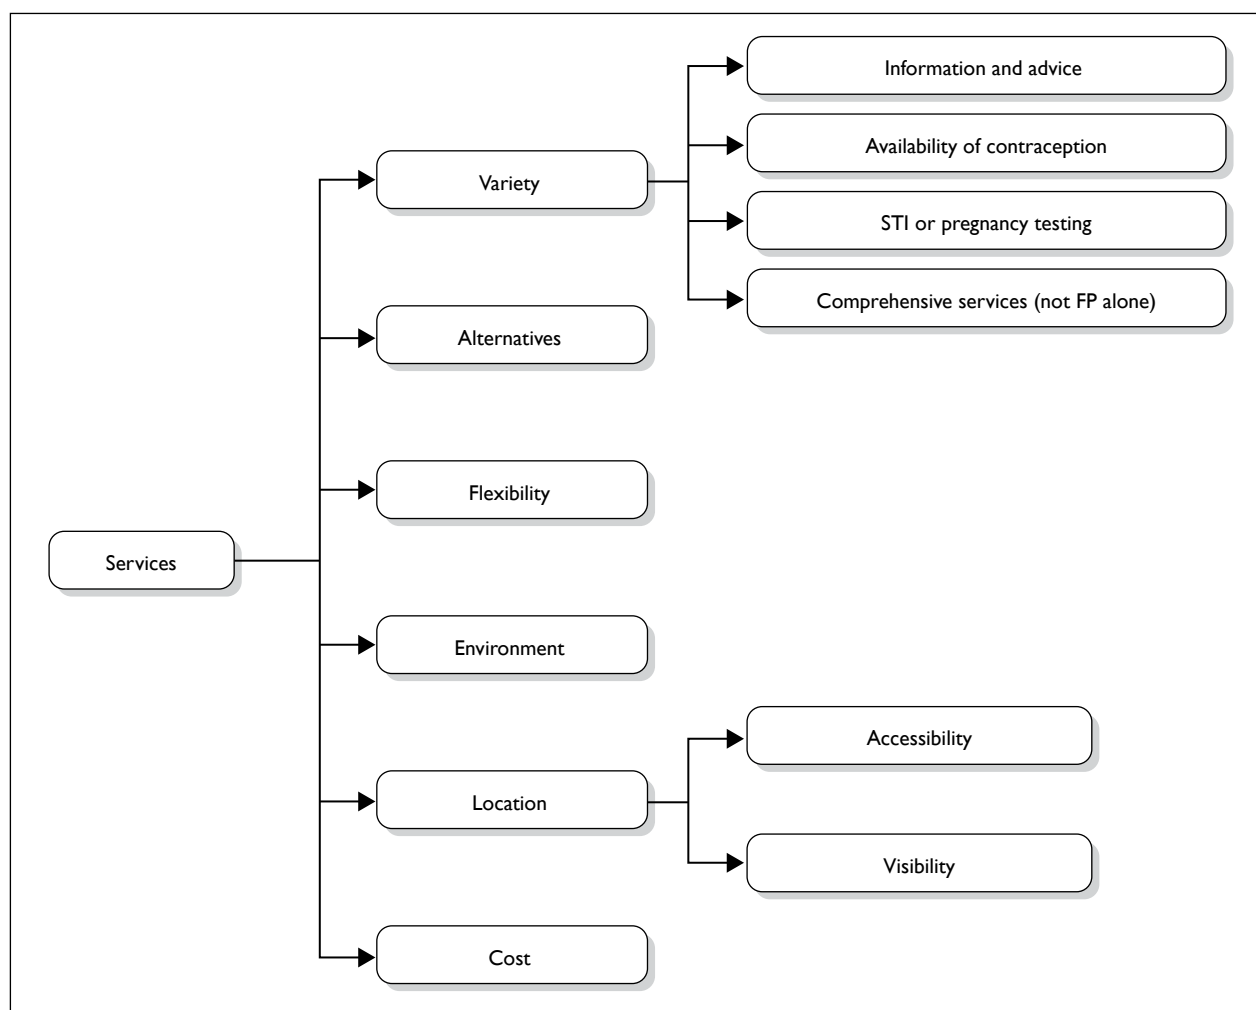 Information and advice
Availability of contraception
Variety
STI or pregnancy testing
Comprehensive services (not FP alone)
Alternatives
Flexibility
Services
Environment
Accessibility
Location
Visibility
Cost